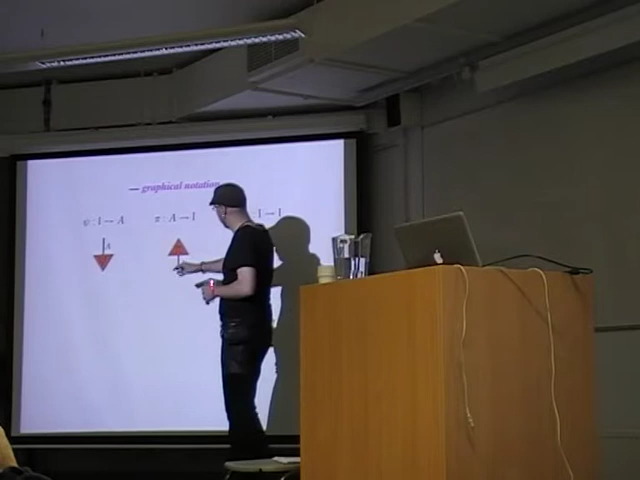 — graphical notation
ψ : I → A π : A → I I → I
A